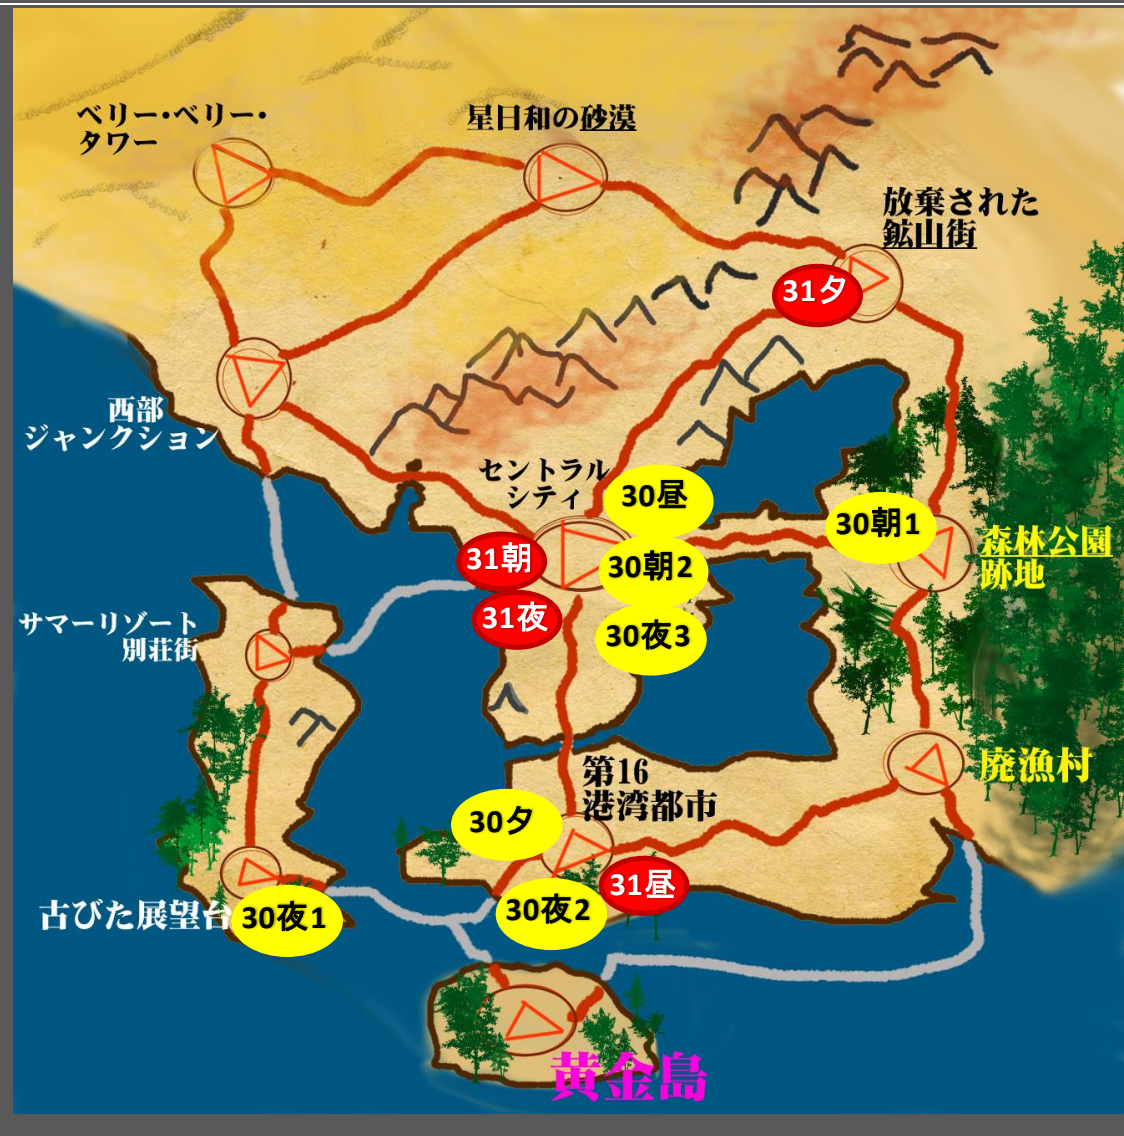 ベリー・ベリー・
タワー
星日和の砂漠
放棄された
鉱山街
31夕
西部
ジャンクション
セントラル
シティ
30昼
30朝1
31朝
30朝2
森林公園
跡地
31夜
30夜3
サマーリゾート
別荘街
廃漁村
第16
港湾都市
30夕
31昼
古びた展望台
30夜1
30夜2
黄金島